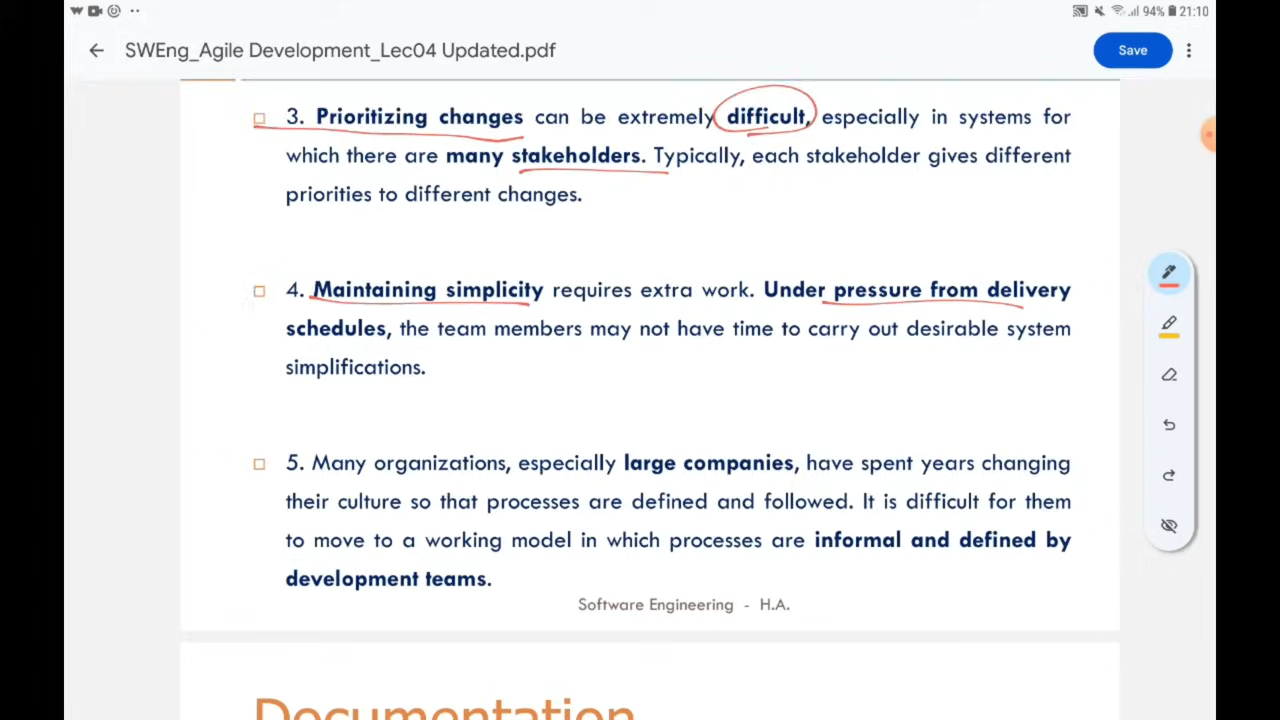 94% 21:10
SWEng_Agile Development_Lec04 Updated.pdf
Save
3. Prioritizing changes can be extremely difficult, especially in systems for
which there are many stakeholders. Typically, each stakeholder gives different
priorities to different changes.
4. Maintaining simplicity requires extra work. Under pressure from delivery
schedules, the team members may not have time to carry out desirable system
simplifications.
5. Many organizations, especially large companies, have spent years changing
their culture so that processes are defined and followed. It is difficult for them
to move to a working model in which processes are informal and defined by
development teams.
Software Engineering - H.A.
Documentation